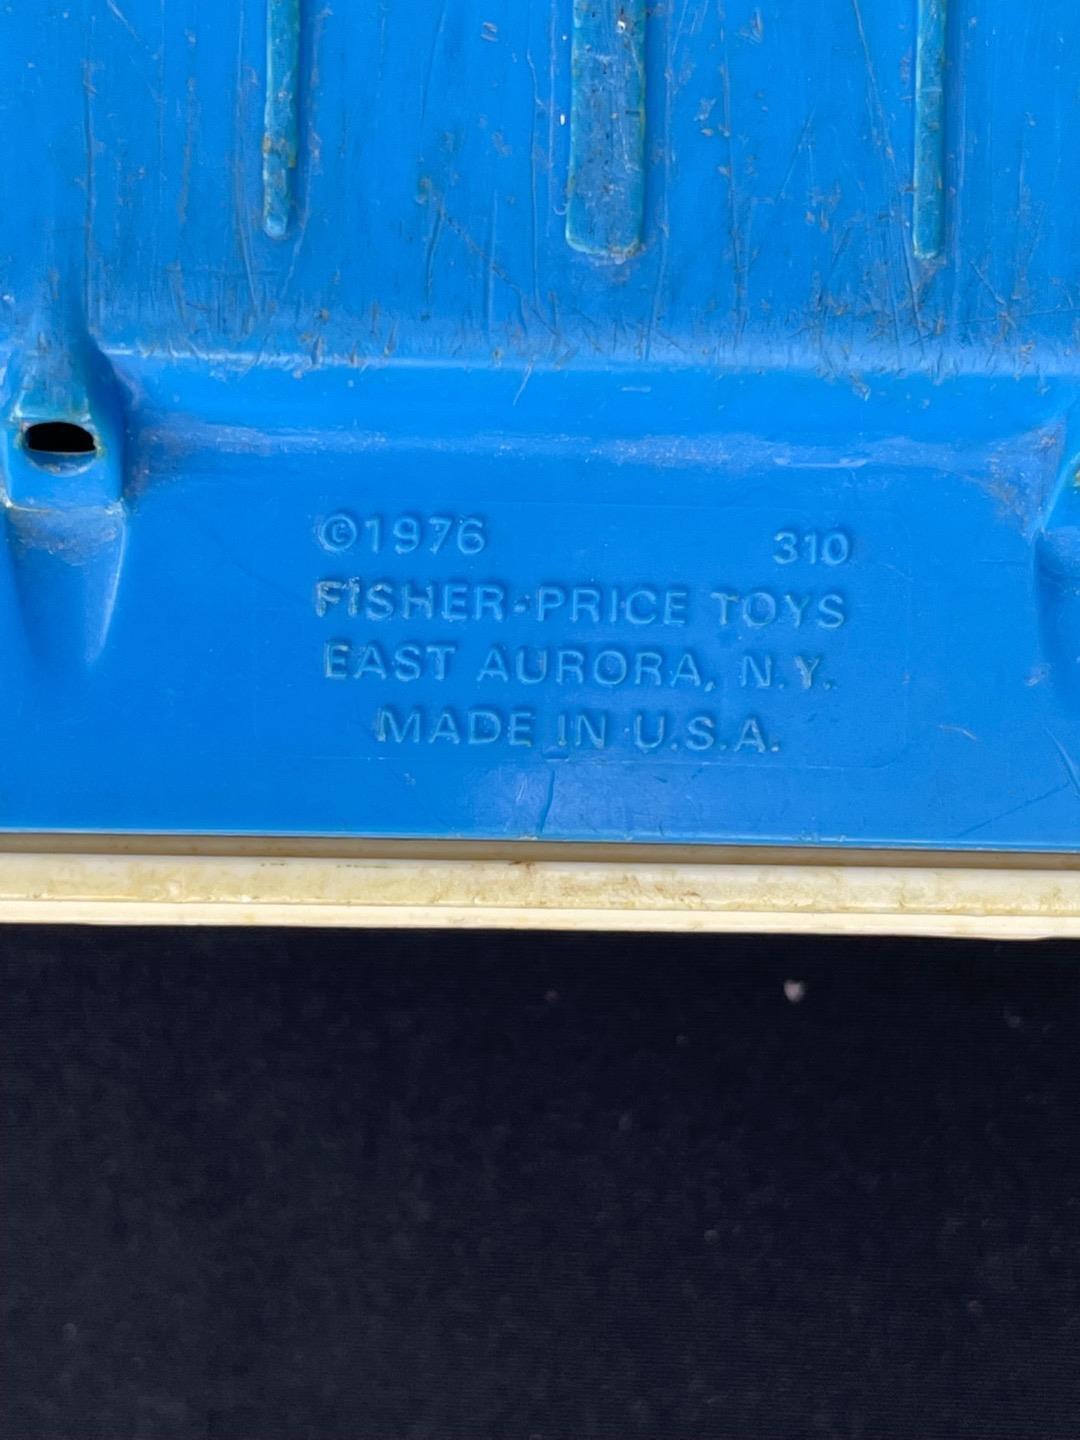 ©1976 310
FISHER-PRICE TOYS
EAST AURORA, N.Y.
MADE IN U.S.A.